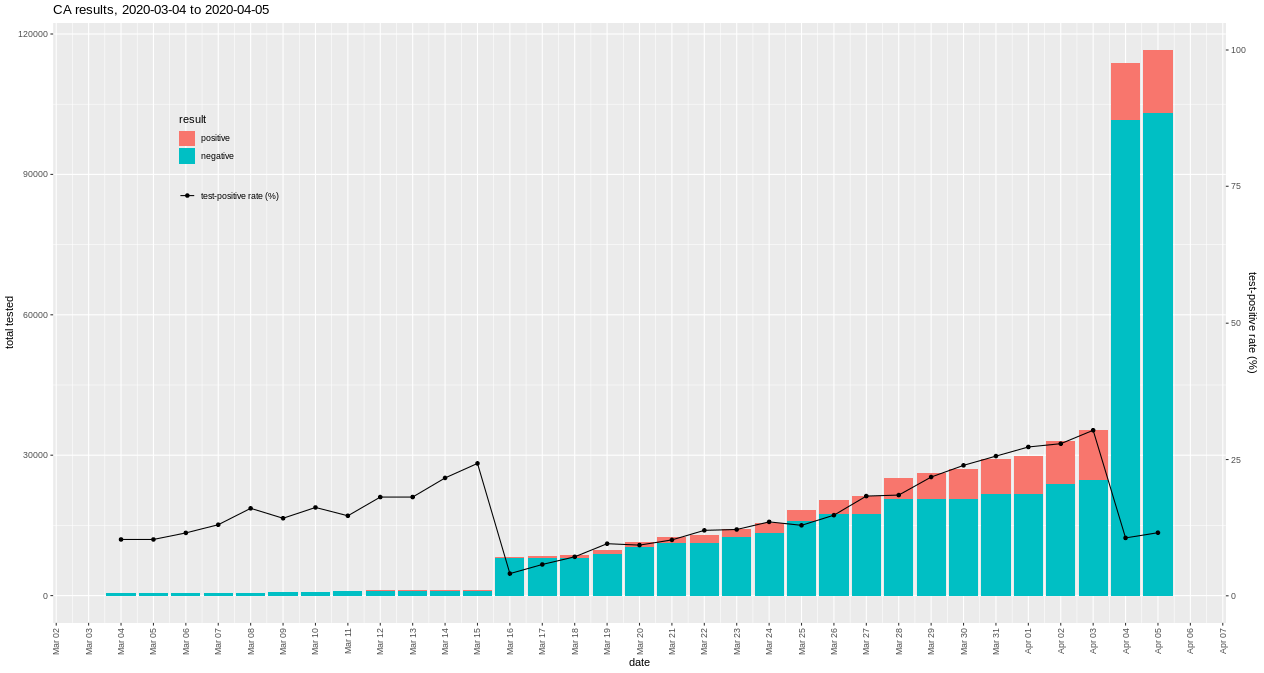 CA results, 2020-03-04 to 2020-04-05
120000
90000
60000
30000
0
total tested
result
positive
negative
test-positive rate (%)
100
75
50
25
0
test-positive rate (%)
Mar 02
Mar 03
Mar 04
Mar 05
Mar 06
Mar 07
Mar 08
Mar 09
Mar 10
Mar 11
Mar 12
Mar 13
Mar 14
Mar 15
Mar 16
Mar 17
Mar 18
Mar 19
Mar 20
Mar 21
Mar 22
Mar 23
Mar 24
Mar 25
Mar 26
Mar 27
Mar 28
Mar 29
Mar 30
Mar 31
Apr 01
Apr 02
Apr 03
Apr 04
Apr 05
Apr 06
Apr 07
date